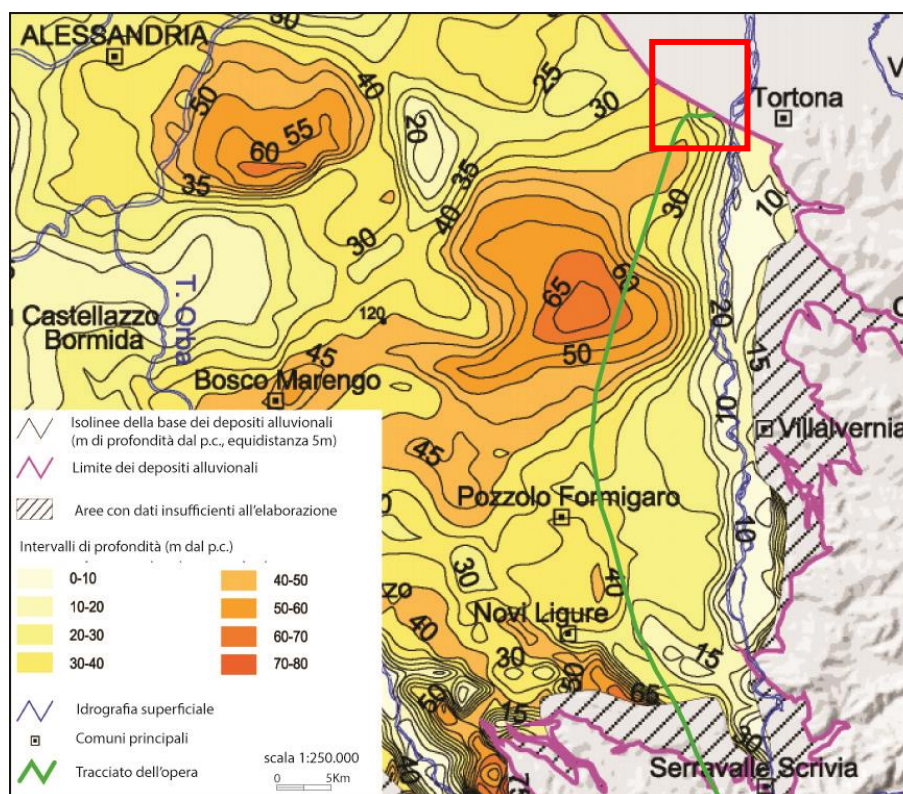 30
ALESSANDRIA
50
40
25
V
30
Tortona
20
55
60
35
35
40
30
30
10
65
60
T. Orba
Castellazzo
Bormida
120
20
50
15
45
Bosco Marengo
10
Villalvernia
45
Pozzolo Formigaro
10
30
40
Novi Ligure
40
15
30
50
65
50
15
30
40
Serravalle Scrivia
Isolinee della base dei depositi alluvionali
(m di profondità dal p.c., equidistanza 5m)
Limite dei depositi alluvionali
Aree con dati insufficienti all'elaborazione
Intervalli di profondità (m dal p.c.)
0-10
10-20
20-30
30-40
40-50
50-60
60-70
70-80
Idrografia superficiale
Comuni principali
Tracciato dell'opera
scala 1:250.000
0 5Km